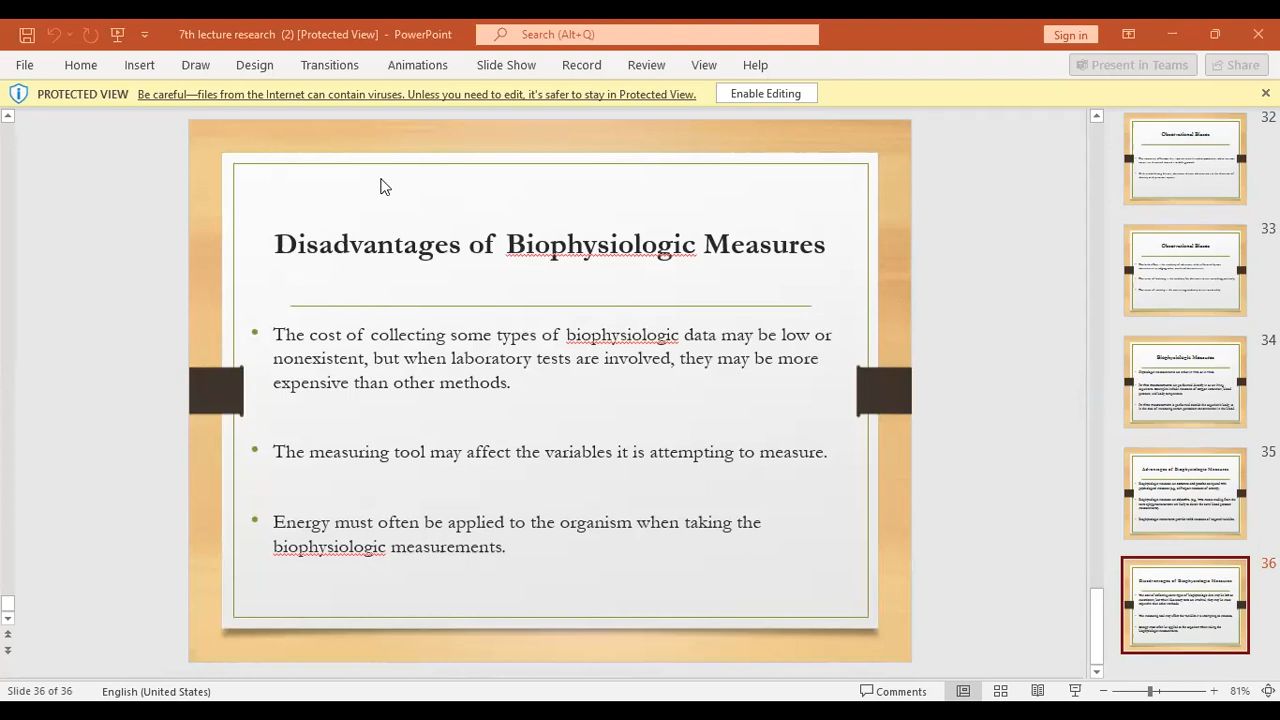 7th lecture research (2) [Protected View] - PowerPoint
Search (Alt+Q)
Sign in
File Home Insert Draw Design Transitions Animations Slide Show Record Review View Help
Present in Teams
Share
PROTECTED VIEW Be careful—files from the Internet can contain viruses. Unless you need to edit, it's safer to stay in Protected View. Enable Editing
Disadvantages of Biophysiologic Measures
The cost of collecting some types of biophysiologic data may be low or
nonexistent, but when laboratory tests are involved, they may be more
expensive than other methods.
The measuring tool may affect the variables it is attempting to measure.
Energy must often be applied to the organism when taking the
biophysiologic measurements.
32
Observational Biases
33
Observational Biases
34
Biophysiologic Measures
35
Advantages of Biophysiologic Measures
36
Disadvantages of Biophysiologic Measures
Slide 36 of 36
English (United States)
Comments
81%